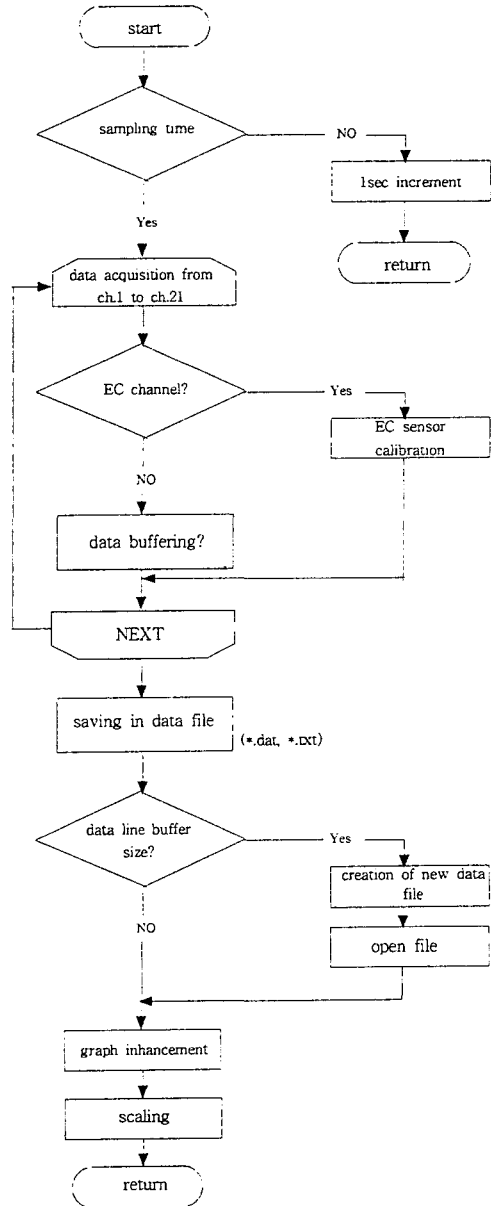 start
sampling time
NO
1sec increment
return
Yes
data acquisition from
ch.1 to ch.21
EC channel?
Yes
EC sensor
calibration
NO
data buffering?
NEXT
saving in data file
(*.dat, *.txt)
data line buffer
size?
Yes
creation of new data
file
open file
NO
graph inhancement
scaling
return